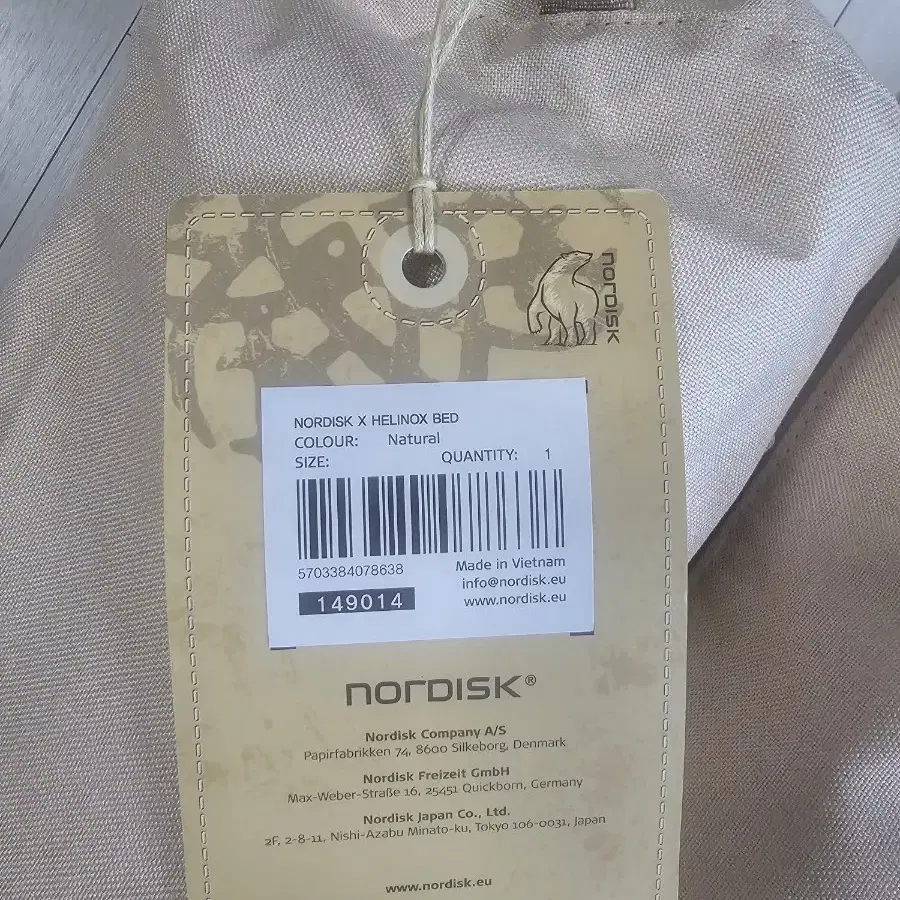 nordisk
NORDISK X HELINOX BED
COLOUR: Natural
SIZE: QUANTITY: 1
5703384078638
Made in Vietnam
info@nordisk.eu
149014
www.nordisk.eu
nordisk®
Nordisk Company A/S
Papirfabrikken 74, 8600 Silkeborg, Denmark
Nordisk Freizeit GmbH
Max-Weber-Straße 16, 25451 Quickborn, Germany
Nordisk Japan Co., Ltd.
2F, 2-8-11, Nishi-Azabu Minato-ku, Tokyo 106-0031, Japan
www.nordisk.eu